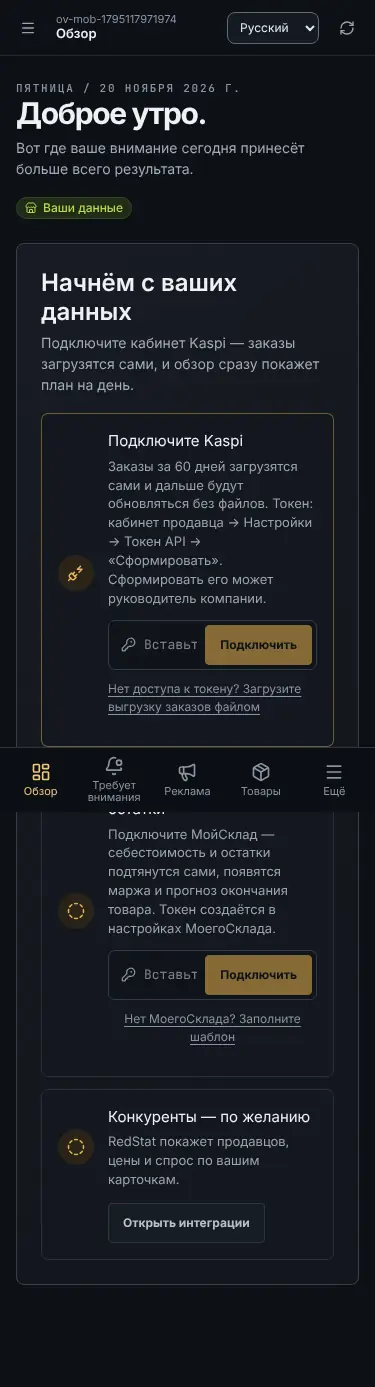 ov-mob-1795117971974
Обзор
Русский
ПЯТНИЦА / 20 НОЯБРЯ 2026 Г.
Доброе утро.
Вот где ваше внимание сегодня принесёт
больше всего результата.
Ваши данные
Начнём с ваших
данных
Подключите кабинет Kaspi — заказы
загрузятся сами, и обзор сразу покажет
план на день.
Подключите Kaspi
Заказы за 60 дней загрузятся
сами и дальше будут
обновляться без файлов. Токен:
кабинет продавца → Настройки
→ Токен API →
«Сформировать».
Сформировать его может
руководитель компании.
Вставьт
Подключить
Нет доступа к токену? Загрузите
выгрузку заказов файлом
Обзор
Требует
внимания
Реклама
Товары
Ещё
Подключите МойСклад —
себестоимость и остатки
подтянутся сами, появятся
маржа и прогноз окончания
товара. Токен создаётся в
настройках МоегоСклада.
Вставьт
Подключить
Нет МоегоСклада? Заполните
шаблон
Конкуренты — по желанию
RedStat покажет продавцов,
цены и спрос по вашим
карточкам.
Открыть интеграции